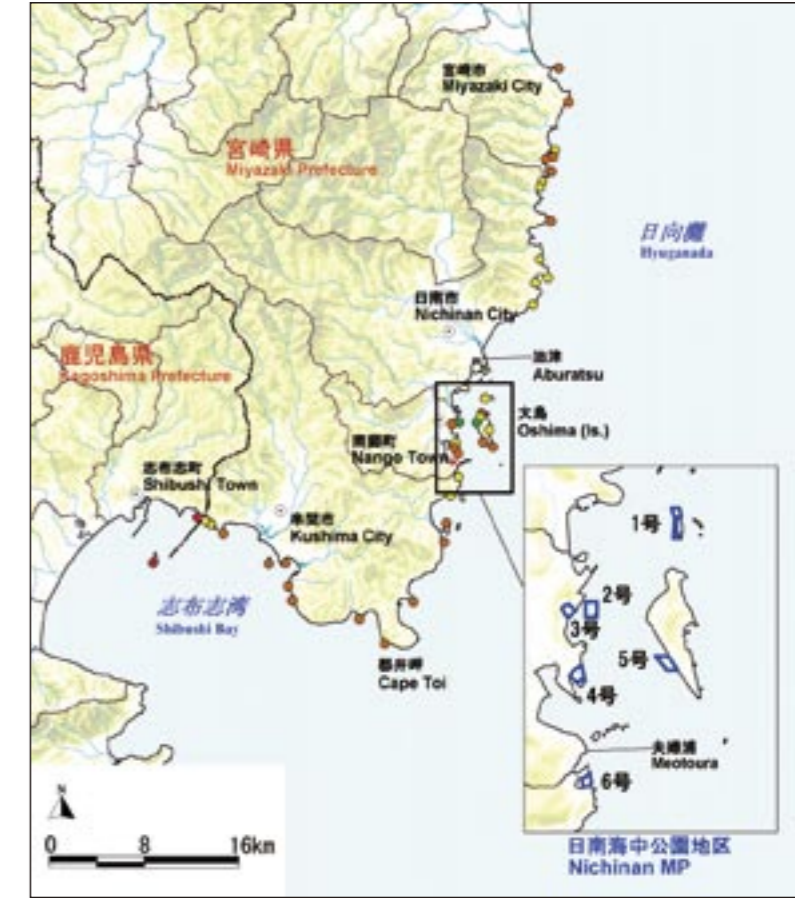 宮崎市
Miyazaki City
宮崎県
Miyazaki Prefecture
日向灘
Hyuganada
日南市
Nichinan City
鹿児島県
Kagoshima Prefecture
油津
Aburatsu
大島
Oshima (Is.)
南郷町
Nango Town
志布志町
Shibushi Town
串間市
Kushima City
志布志湾
Shibushi Bay
都井岬
Cape Toi
1号
2号
3号
5号
4号
夫婦浦
Meotoura
6号
日南海中公園地区
Nichinan MP
N
0 8 16km